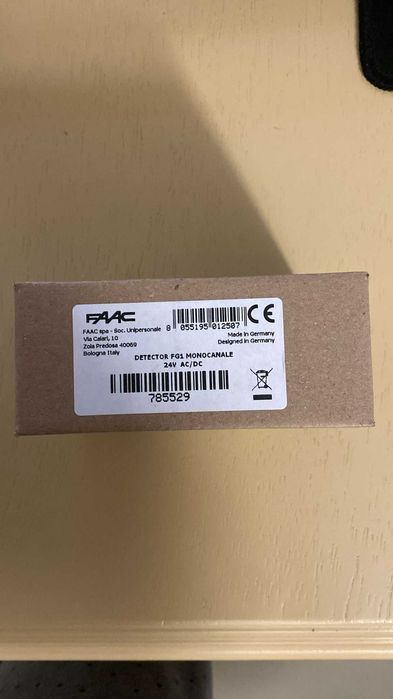 FAAC
8 055195 012507
CE
FAAC spa - Soc. Unipersonale
Via Calari, 10
Zola Predosa 40069
Bologna Italy
Made in Germany
Designed in Germany
DETECTOR FG1 MONOCANALE
24V AC/DC
785529